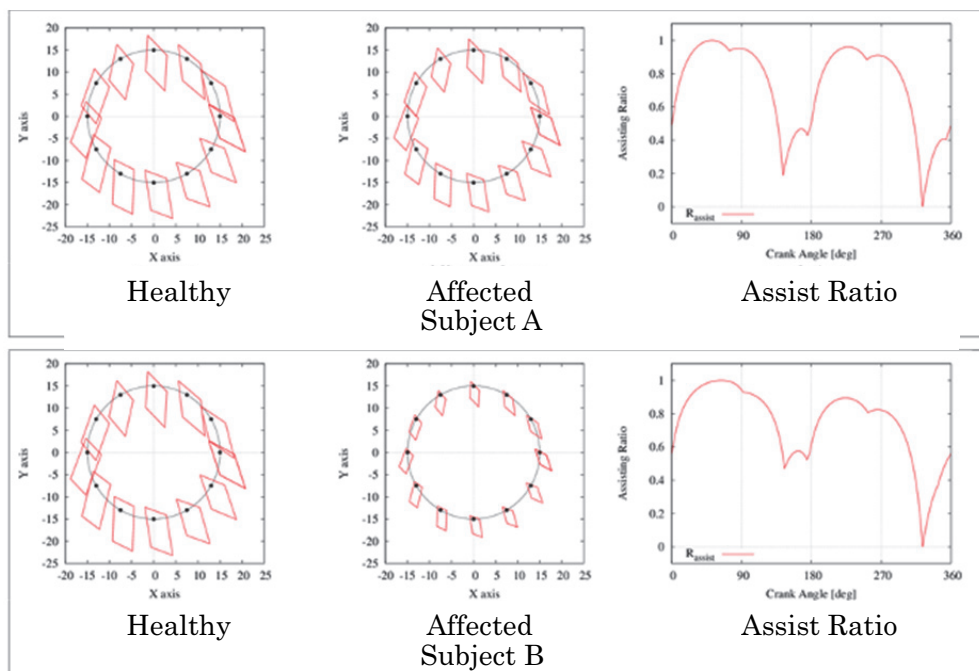 20
15
10
5
0
-5
-10
-15
-20
-25
-20 -15 -10 -5 0 5 10 15 20 25
Y axis
X axis
20
15
10
5
0
-5
-10
-15
-20
-25
-20 -15 -10 -5 0 5 10 15 20 25
Y axis
X axis
1
0.8
0.6
0.4
0.2
0
0 90 180 270 360
Assisting Ratio
R_assist
Crank Angle [deg]
Healthy
Affected
Assist Ratio
Subject A
20
15
10
5
0
-5
-10
-15
-20
-25
-20 -15 -10 -5 0 5 10 15 20 25
Y axis
X axis
20
15
10
5
0
-5
-10
-15
-20
-25
-20 -15 -10 -5 0 5 10 15 20 25
Y axis
X axis
1
0.8
0.6
0.4
0.2
0
0 90 180 270 360
Assisting Ratio
R_assist
Crank Angle [deg]
Healthy
Affected
Assist Ratio
Subject B